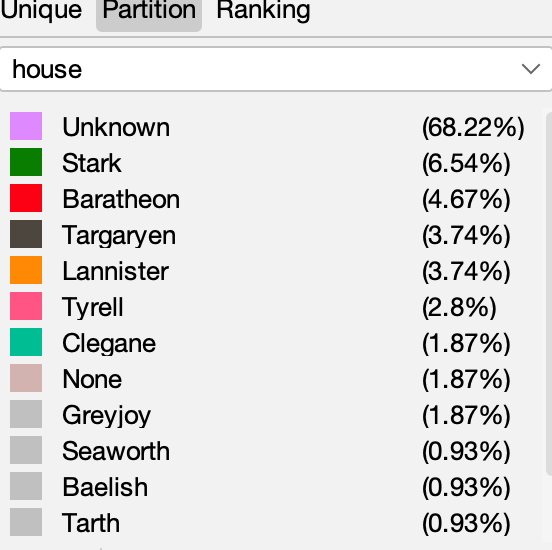 Unique Partition Ranking
house
Unknown (68.22%)
Stark (6.54%)
Baratheon (4.67%)
Targaryen (3.74%)
Lannister (3.74%)
Tyrell (2.8%)
Clegane (1.87%)
None (1.87%)
Greyjoy (1.87%)
Seaworth (0.93%)
Baelish (0.93%)
Tarth (0.93%)